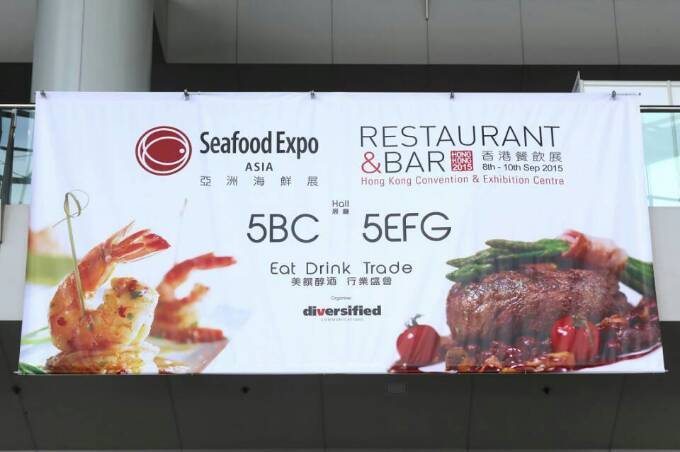 Seafood Expo
ASIA
亞洲海鮮展
RESTAURANT
&BAR HONG KONG 2015 香港餐飲展
8th - 10th Sep 2015
Hong Kong Convention & Exhibition Centre
Hall
展廳
5BC 5EFG
Eat Drink Trade
美饌醇酒 行業盛會
Organiser
diversified
COMMUNICATIONS